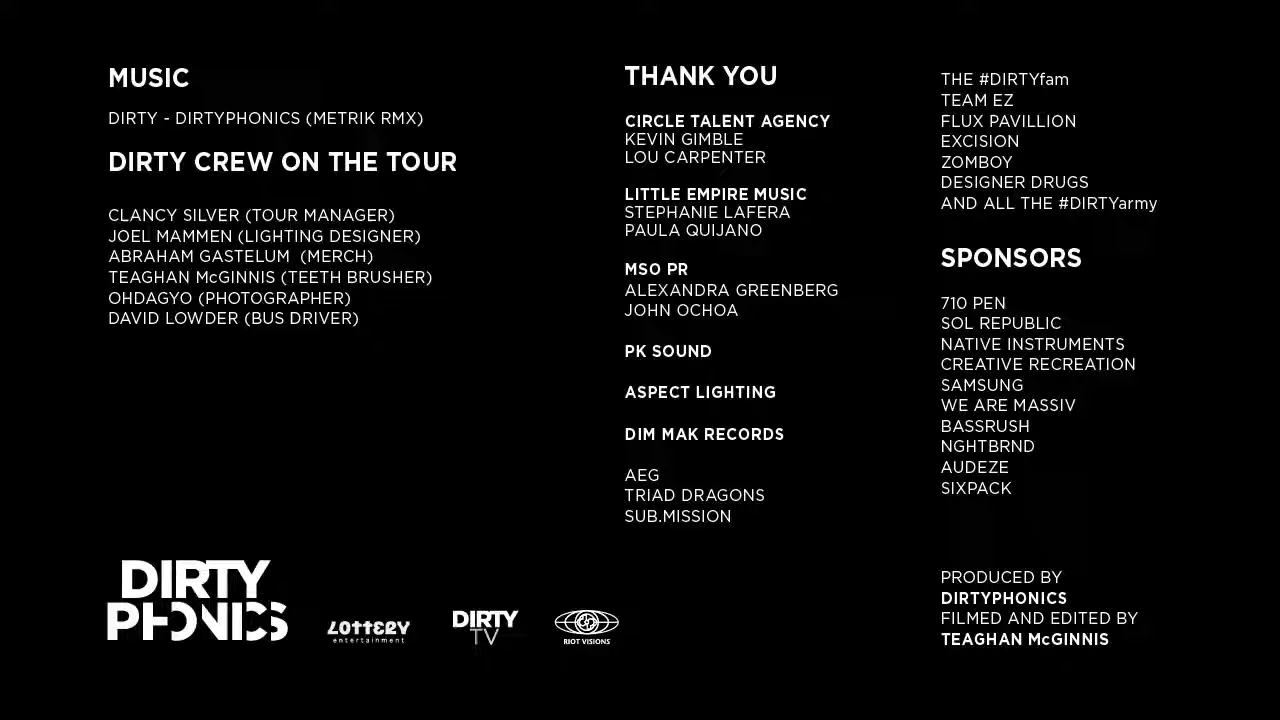 MUSIC
DIRTY - DIRTYPHONICS (METRIK RMX)
DIRTY CREW ON THE TOUR
CLANCY SILVER (TOUR MANAGER)
JOEL MAMMEN (LIGHTING DESIGNER)
ABRAHAM GASTELUM  (MERCH)
TEAGHAN McGINNIS (TEETH BRUSHER)
OHDAGYO (PHOTOGRAPHER)
DAVID LOWDER (BUS DRIVER)
THANK YOU
CIRCLE TALENT AGENCY
KEVIN GIMBLE
LOU CARPENTER
LITTLE EMPIRE MUSIC
STEPHANIE LAFERA
PAULA QUIJANO
MSO PR
ALEXANDRA GREENBERG
JOHN OCHOA
PK SOUND
ASPECT LIGHTING
DIM MAK RECORDS
AEG
TRIAD DRAGONS
SUB.MISSION
THE #DIRTYfam
TEAM EZ
FLUX PAVILLION
EXCISION
ZOMBOY
DESIGNER DRUGS
AND ALL THE #DIRTYarmy
SPONSORS
710 PEN
SOL REPUBLIC
NATIVE INSTRUMENTS
CREATIVE RECREATION
SAMSUNG
WE ARE MASSIV
BASSRUSH
NGHTBRND
AUDEZE
SIXPACK
PRODUCED BY
DIRTYPHONICS
FILMED AND EDITED BY
TEAGHAN McGINNIS
DIRTY
PHONICS
LOTTERY
entertainment
DIRTY
TV
RIOT VISIONS